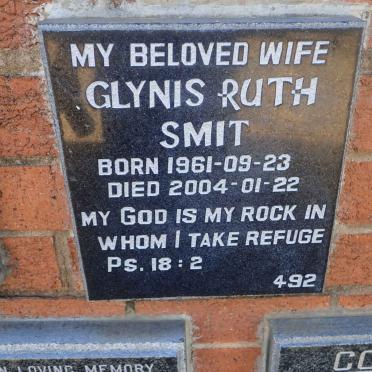 MY BELOVED WIFE
GLYNIS RUTH
SMIT
BORN 1961-09-23
DIED 2004-01-22
MY GOD IS MY ROCK IN
WHOM I TAKE REFUGE
PS. 18:2
492
IN LOVING MEMORY